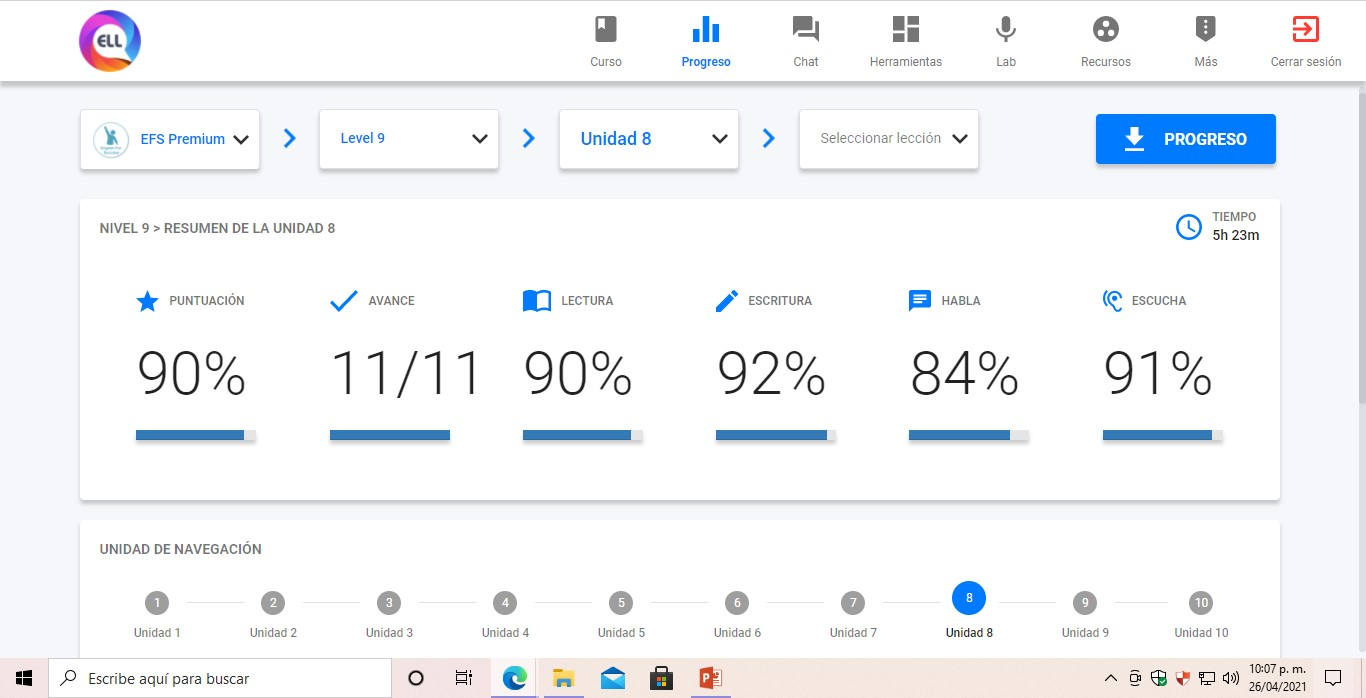 ELL
Curso
Progreso
Chat
Herramientas
Lab
Recursos
Más
Cerrar sesión
EFS Premium
Level 9
Unidad 8
Seleccionar lección
PROGRESO
NIVEL 9 > RESUMEN DE LA UNIDAD 8
TIEMPO
5h 23m
PUNTUACIÓN
AVANCE
LECTURA
ESCRITURA
HABLA
ESCUCHA
90%
11/11
90%
92%
84%
91%
UNIDAD DE NAVEGACIÓN
1
2
3
4
5
6
7
8
9
10
Unidad 1
Unidad 2
Unidad 3
Unidad 4
Unidad 5
Unidad 6
Unidad 7
Unidad 8
Unidad 9
Unidad 10
Escribe aquí para buscar
10:07 p. m.
26/04/2021